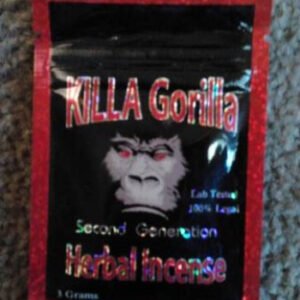 KILLA Gorilla
Lab Tested
100% Legal
Second Generation
Herbal Incense
3 Grams